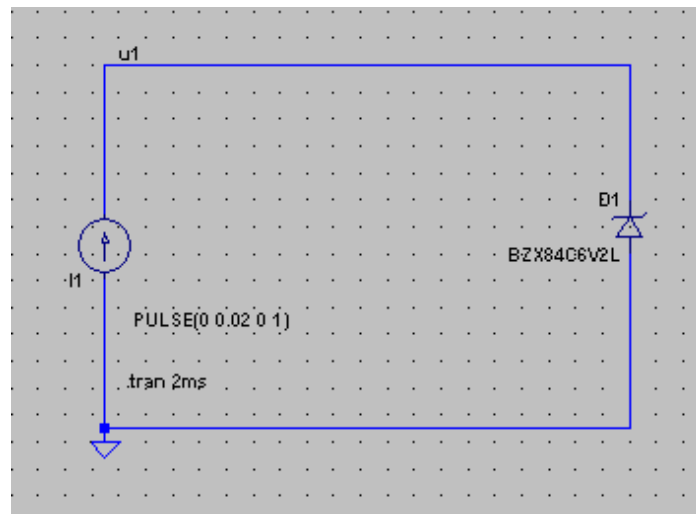 u1
D1
BZX84C6V2L
I1
PULSE(0 0.02 0 1)
.tran 2ms